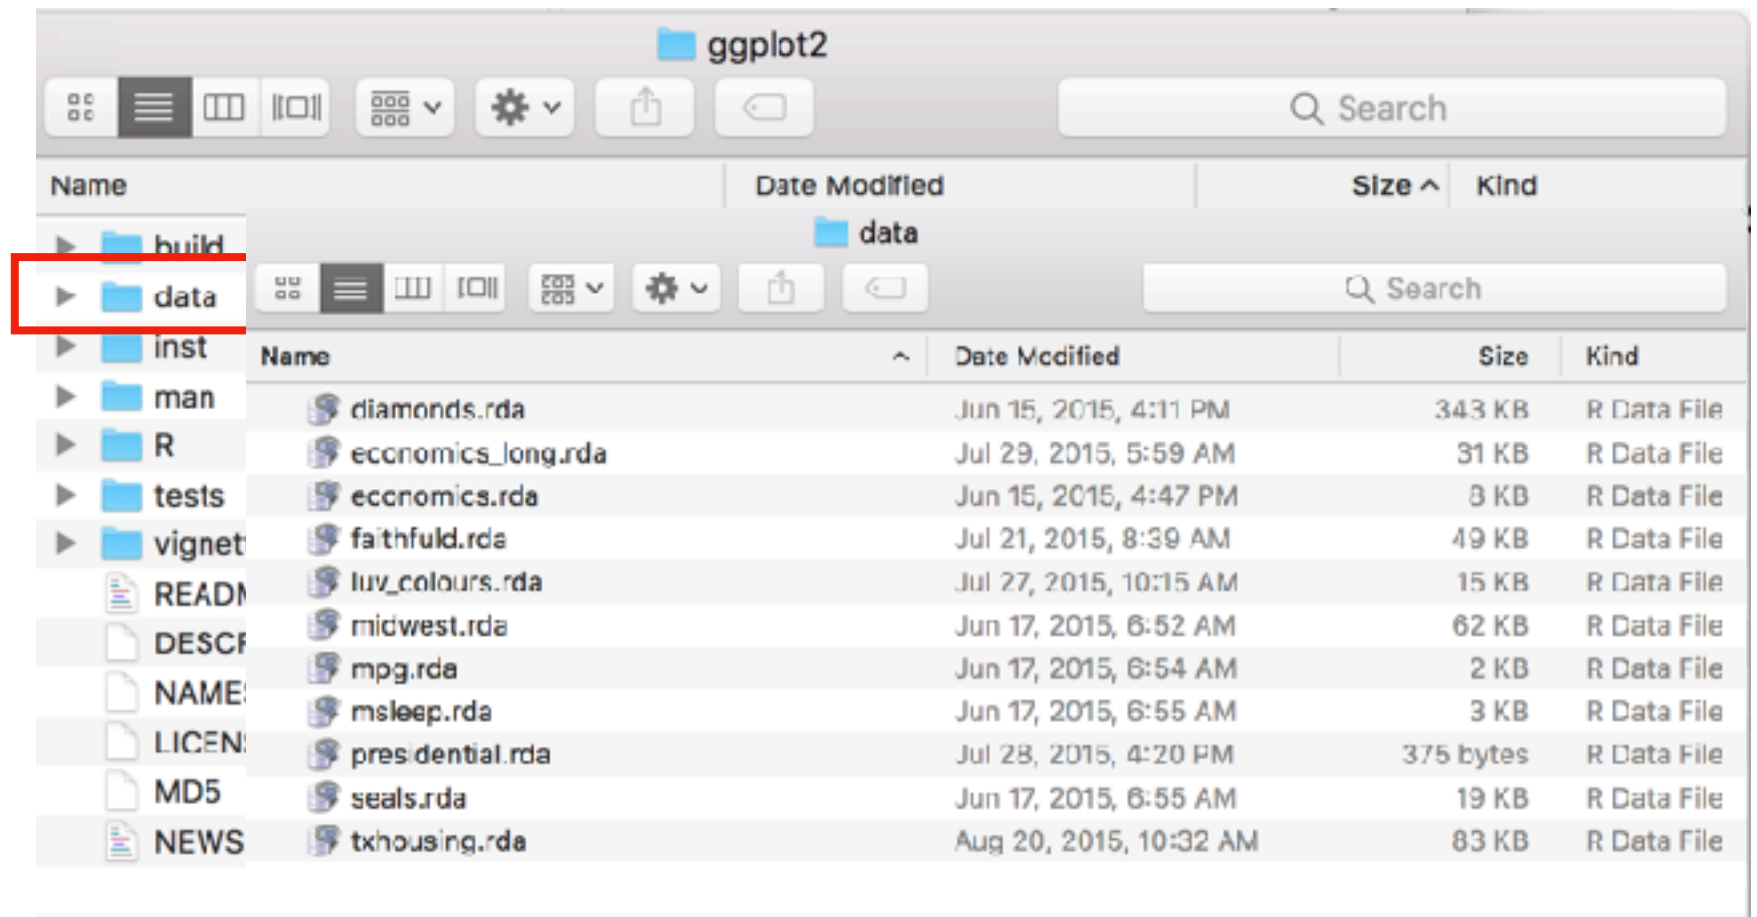 ggplot2
Search
Name Date Modified Size Kind
build
data
inst
man
R
tests
vignet
READM
DESCR
NAMES
LICENS
MD5
NEWS
data
Search
Name Date Modified Size Kind
diamonds.rda Jun 15, 2015, 4:11 PM 343 KB R Data File
economics_long.rda Jul 29, 2015, 5:59 AM 31 KB R Data File
economics.rda Jun 15, 2015, 4:47 PM 8 KB R Data File
faithfuld.rda Jul 21, 2015, 8:39 AM 49 KB R Data File
luv_colours.rda Jul 27, 2015, 10:15 AM 15 KB R Data File
midwest.rda Jun 17, 2015, 6:52 AM 62 KB R Data File
mpg.rda Jun 17, 2015, 6:54 AM 2 KB R Data File
msleep.rda Jun 17, 2015, 6:55 AM 3 KB R Data File
presidential.rda Jul 28, 2015, 4:20 PM 375 bytes R Data File
seals.rda Jun 17, 2015, 6:55 AM 19 KB R Data File
txhousing.rda Aug 20, 2015, 10:32 AM 83 KB R Data File